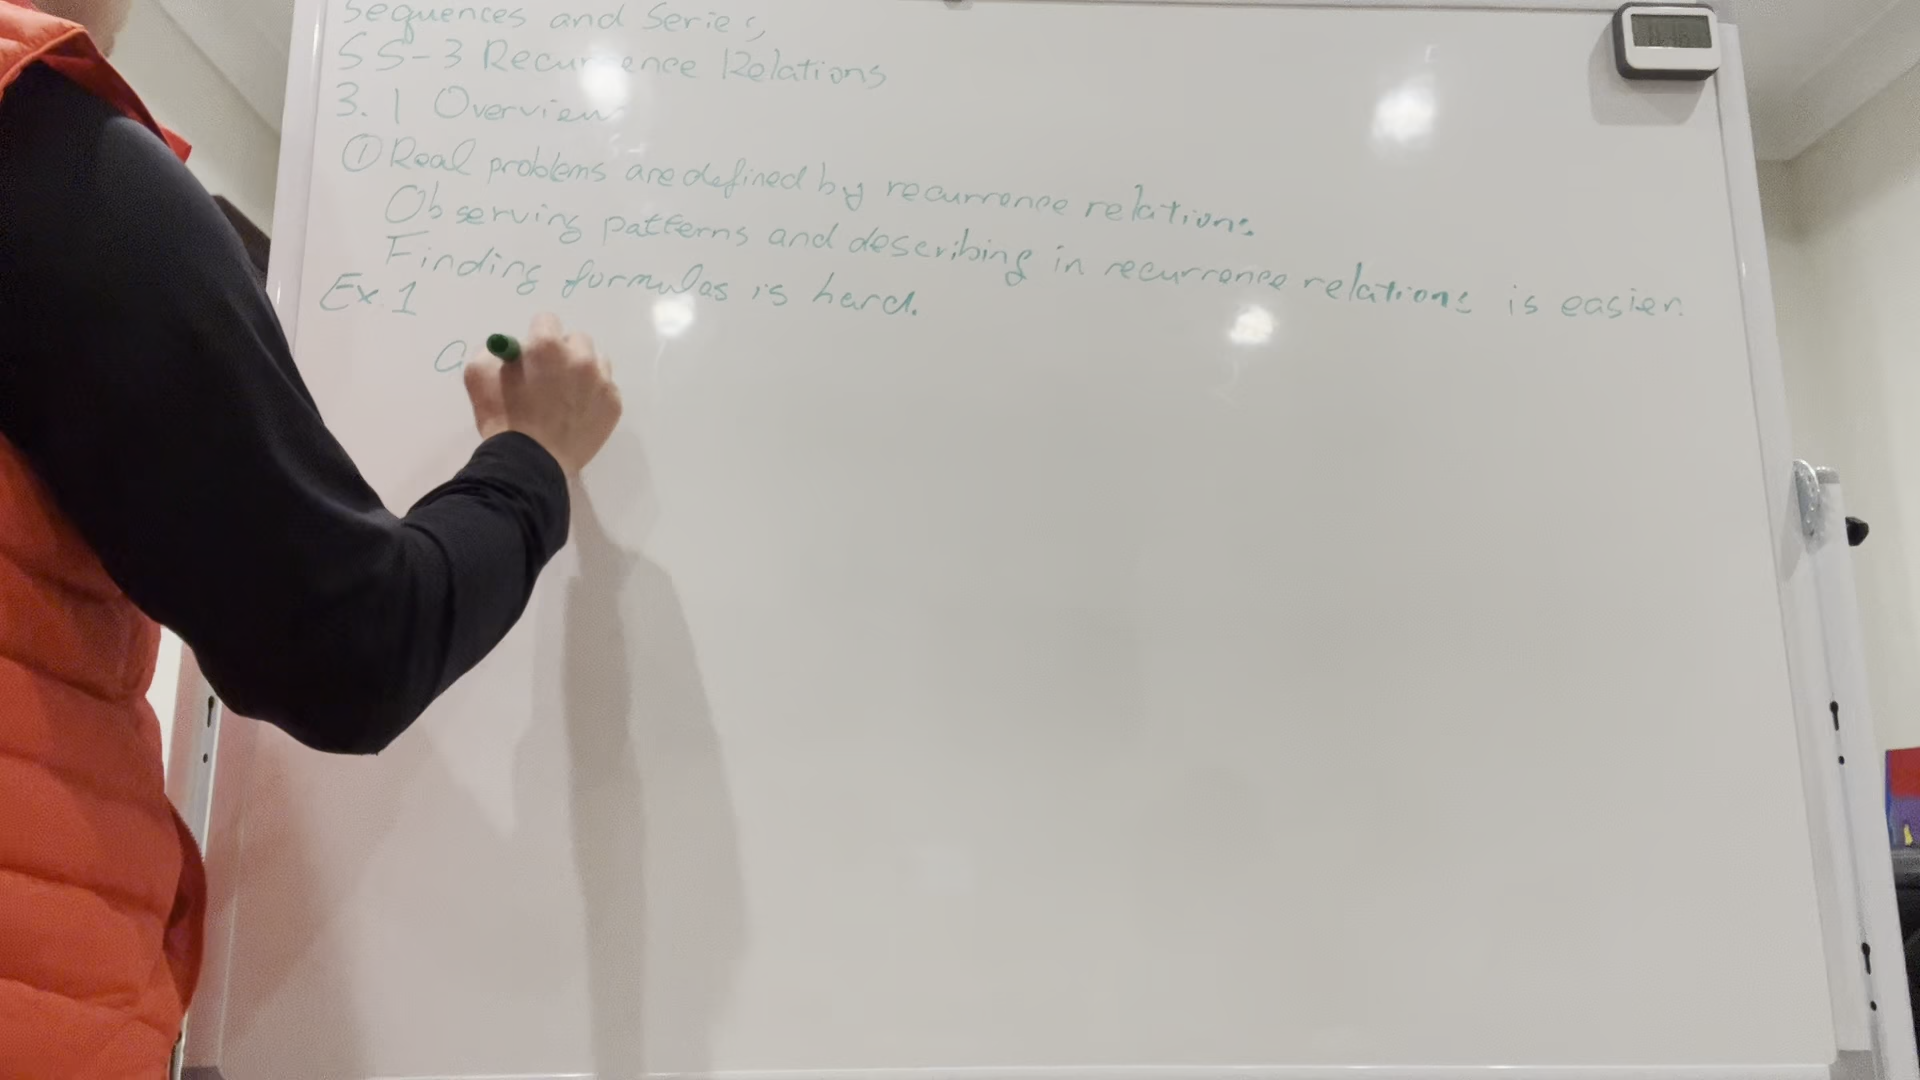 Sequences and Series
SS-3 Recurrence Relations
3.1 Overview
① Real problems are defined by recurrence relations.
Observing patterns and describing in recurrence relations is easier.
Finding formulas is hard.
Ex.1
a